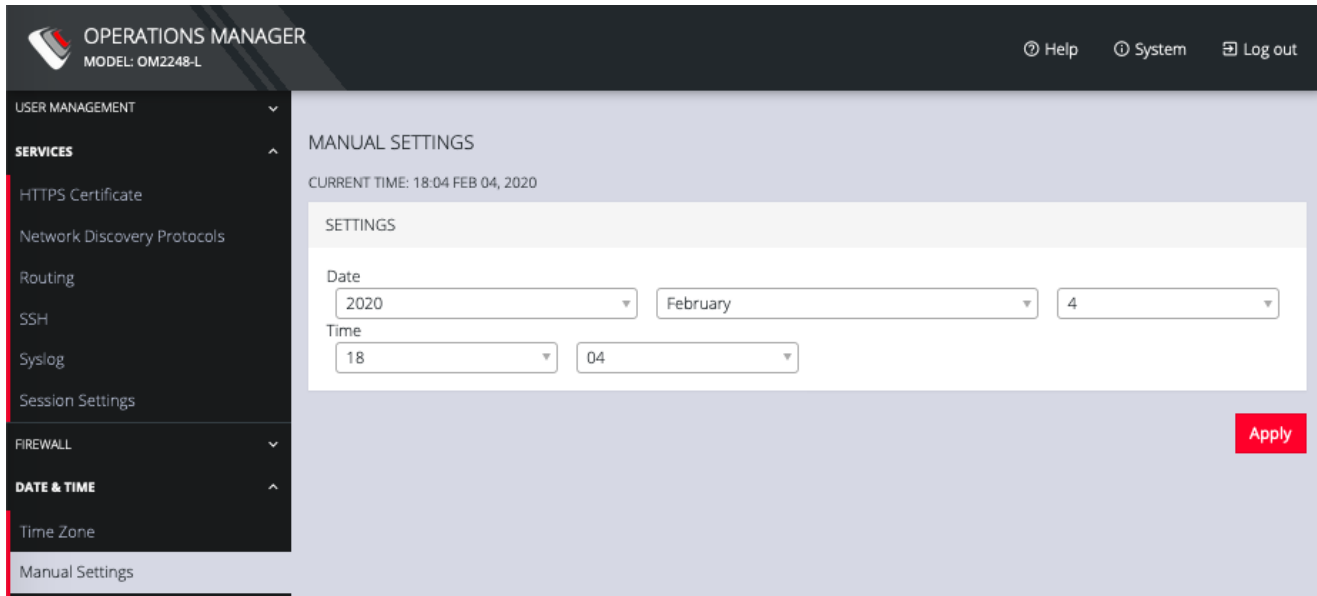 OPERATIONS MANAGER
MODEL: OM2248-L
Help
System
Log out
USER MANAGEMENT
SERVICES
HTTPS Certificate
Network Discovery Protocols
Routing
SSH
Syslog
Session Settings
FIREWALL
DATE & TIME
Time Zone
Manual Settings
MANUAL SETTINGS
CURRENT TIME: 18:04 FEB 04, 2020
SETTINGS
Date
2020 February 4
Time
18 04
Apply